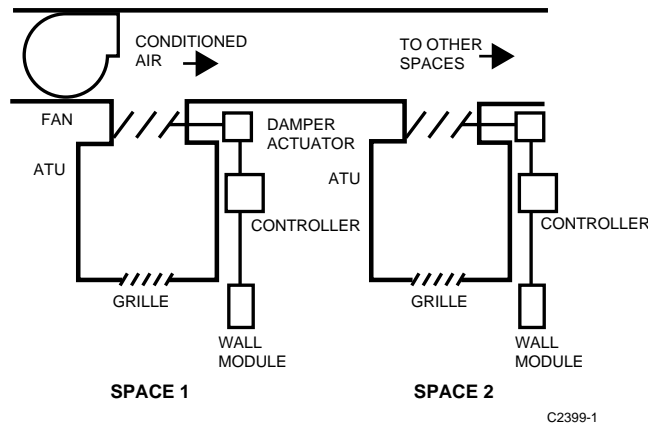 CONDITIONED
AIR
TO OTHER
SPACES
FAN
DAMPER
ACTUATOR
ATU
ATU
CONTROLLER
CONTROLLER
GRILLE
GRILLE
WALL
MODULE
WALL
MODULE
SPACE 1
SPACE 2
C2399-1